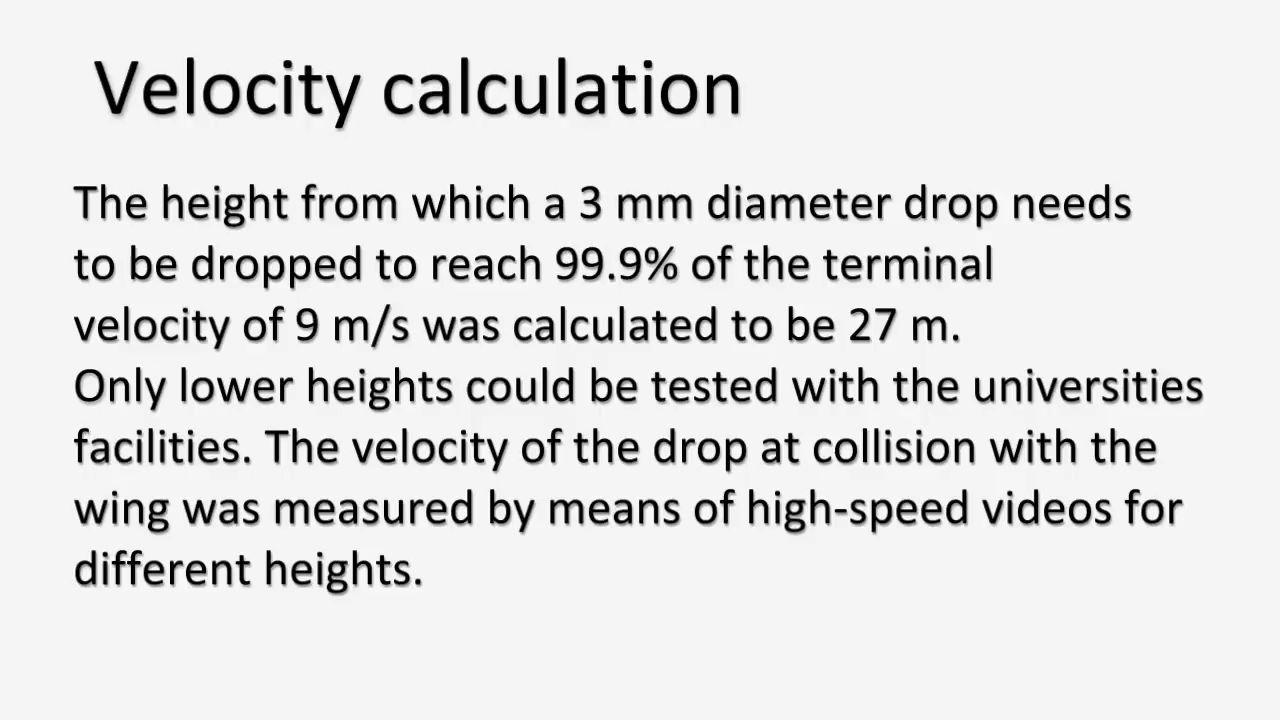 Velocity calculation
The height from which a 3 mm diameter drop needs
to be dropped to reach 99.9% of the terminal
velocity of 9 m/s was calculated to be 27 m.
Only lower heights could be tested with the universities
facilities. The velocity of the drop at collision with the
wing was measured by means of high-speed videos for
different heights.